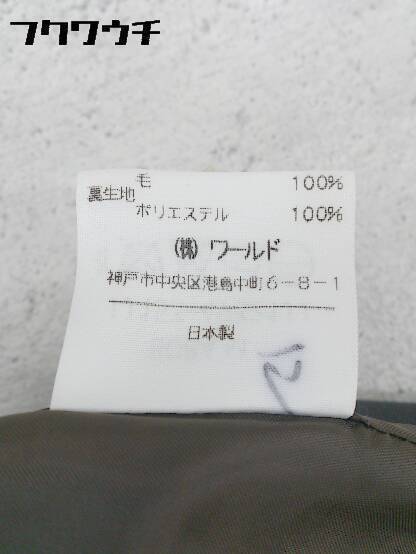 フクワウチ
毛 100%
裏生地
ポリエステル 100%
(株) ワールド
神戸市中央区港島中町6-8-1
日本製